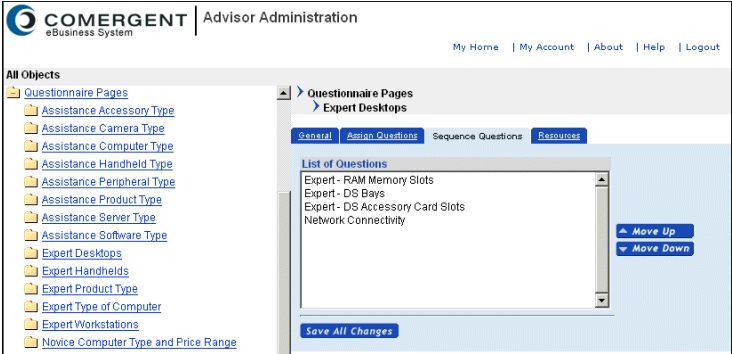 COMERGENT
eBusiness System
Advisor Administration
My Home | My Account | About | Help | Logout
All Objects
Questionnaire Pages
Assistance Accessory Type
Assistance Camera Type
Assistance Computer Type
Assistance Handheld Type
Assistance Peripheral Type
Assistance Product Type
Assistance Server Type
Assistance Software Type
Expert Desktops
Expert Handhelds
Expert Product Type
Expert Type of Computer
Expert Workstations
Novice Computer Type and Price Range
Questionnaire Pages
Expert Desktops
General Assign Questions Sequence Questions Resources
List of Questions
Expert - RAM Memory Slots
Expert - DS Bays
Expert - DS Accessory Card Slots
Network Connectivity
Move Up
Move Down
Save All Changes